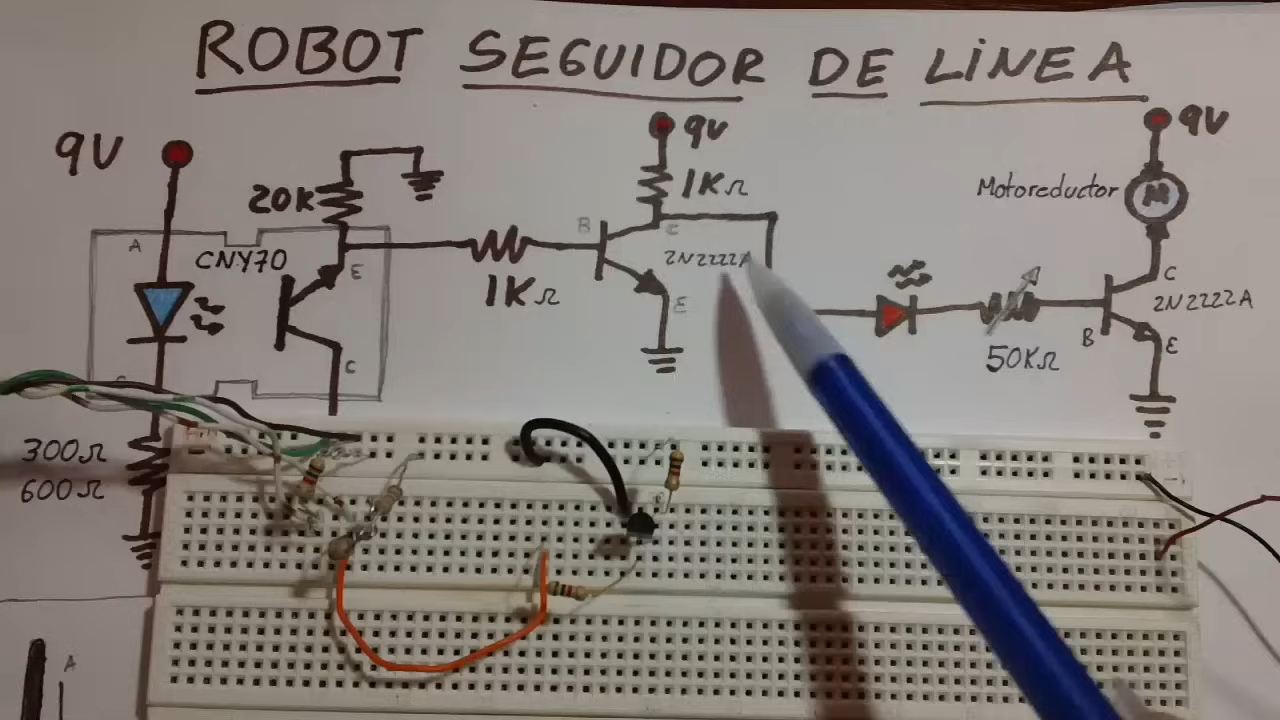 ROBOT SEGUIDOR DE LINEA
9V
9V
9V
20K
1KΩ
Motoreductor
M
A
CNY70
E
C
B
C
2N2222A
E
1KΩ
C
2N2222A
B
E
50KΩ
300Ω
600Ω
A